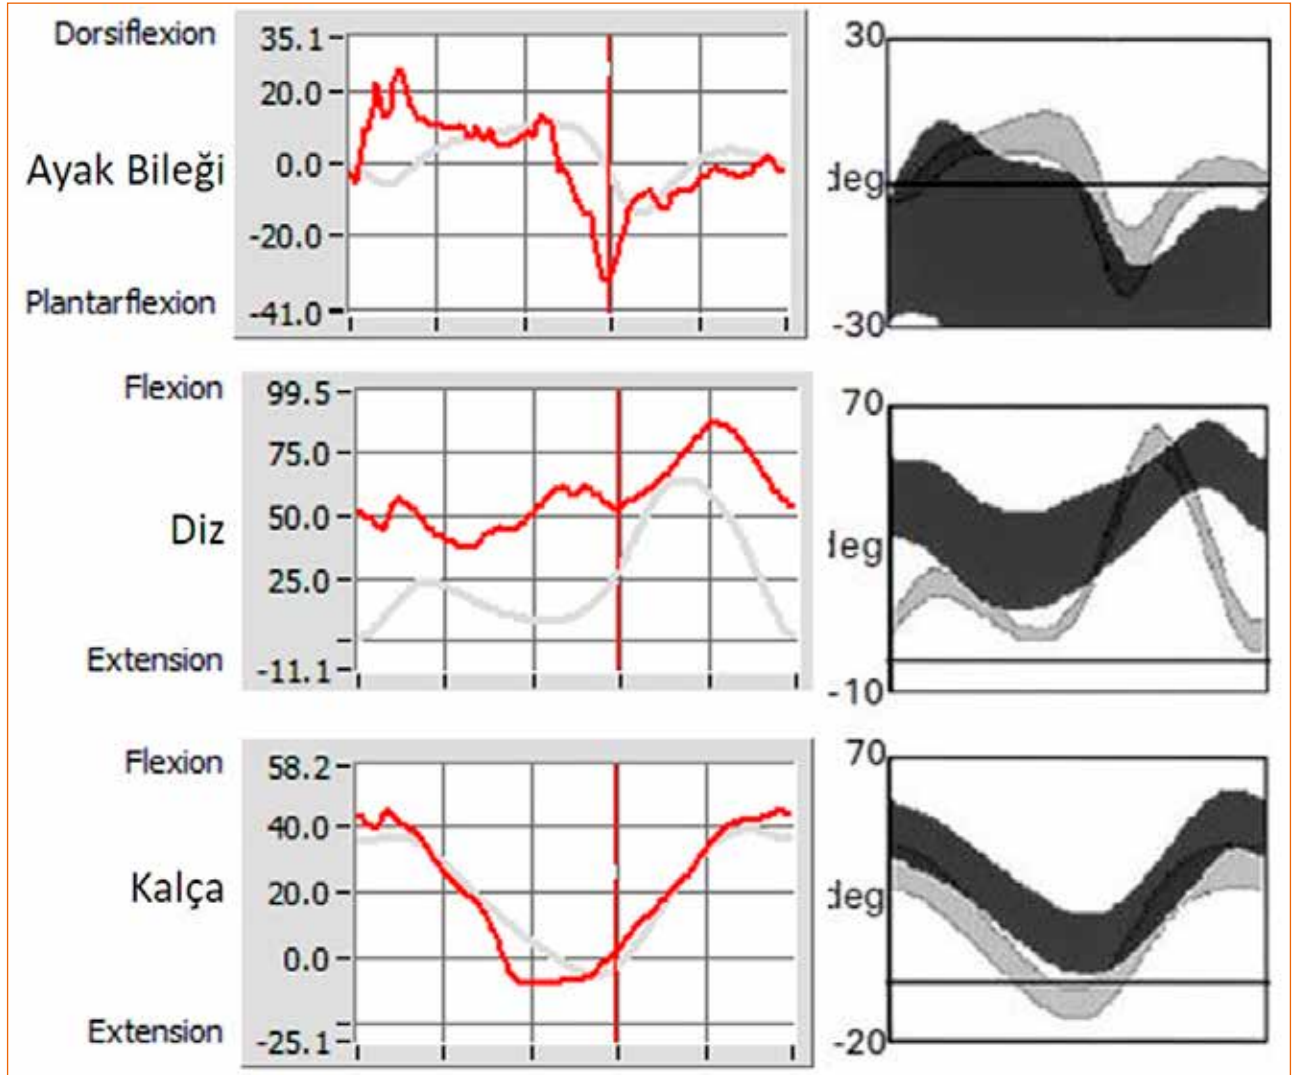 Dorsiflexion
35.1
20.0
Ayak Bileği
0.0
-20.0
Plantarflexion
-41.0
30
deg
-30
Flexion
99.5
75.0
Diz
50.0
25.0
Extension
-11.1
70
deg
-10
Flexion
58.2
40.0
Kalça
20.0
0.0
Extension
-25.1
70
deg
-20